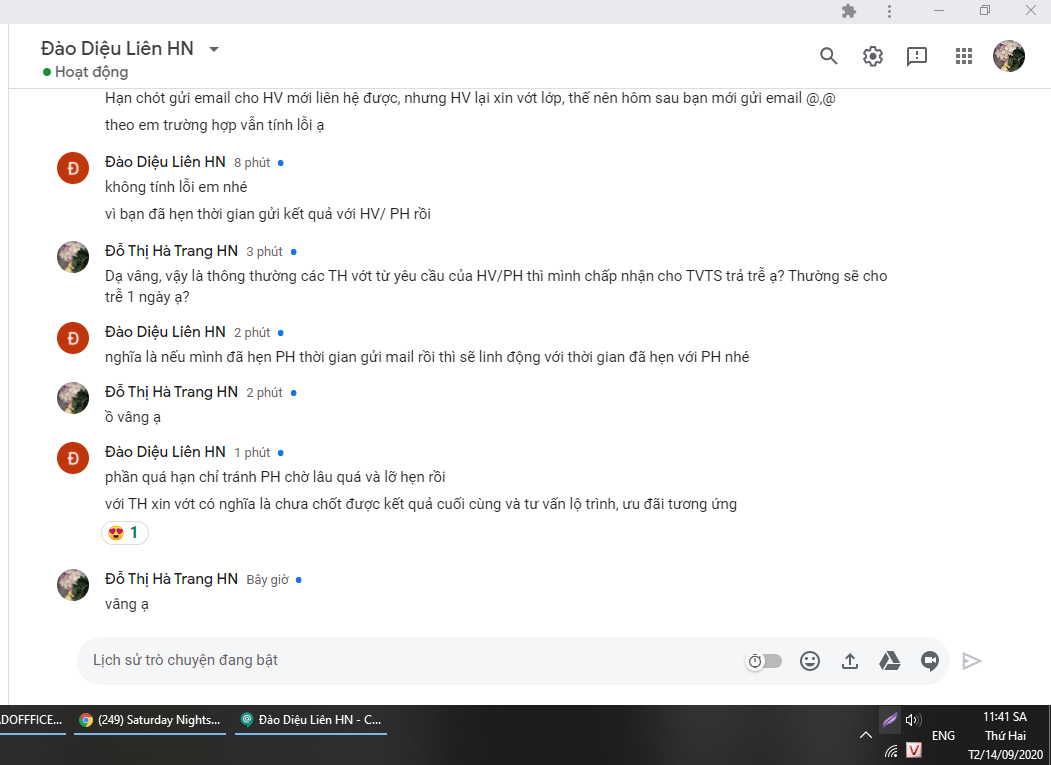 Đào Diệu Liên HN
Hoạt động
Hạn chót gửi email cho HV mới liên hệ được, nhưng HV lại xin vớt lớp, thế nên hôm sau bạn mới gửi email @,@
theo em trường hợp vẫn tính lỗi ạ
Đ
Đào Diệu Liên HN 8 phút
không tính lỗi em nhé
vì bạn đã hẹn thời gian gửi kết quả với HV/ PH rồi
Đỗ Thị Hà Trang HN 3 phút
Dạ vâng, vậy là thông thường các TH vớt từ yêu cầu của HV/PH thì mình chấp nhận cho TVTS trả trễ ạ? Thường sẽ cho
trễ 1 ngày ạ?
Đ
Đào Diệu Liên HN 2 phút
nghĩa là nếu mình đã hẹn PH thời gian gửi mail rồi thì sẽ linh động với thời gian đã hẹn với PH nhé
Đỗ Thị Hà Trang HN 2 phút
ồ vâng ạ
Đ
Đào Diệu Liên HN 1 phút
phần quá hạn chỉ tránh PH chờ lâu quá và lỡ hẹn rồi
với TH xin vớt có nghĩa là chưa chốt được kết quả cuối cùng và tư vấn lộ trình, ưu đãi tương ứng
😍 1
Đỗ Thị Hà Trang HN Bây giờ
vâng ạ
Lịch sử trò chuyện đang bật
ADOFFFICE...
(249) Saturday Nights...
Đào Diệu Liên HN - C...
ENG
V
11:41 SA
Thứ Hai
T2/14/09/2020